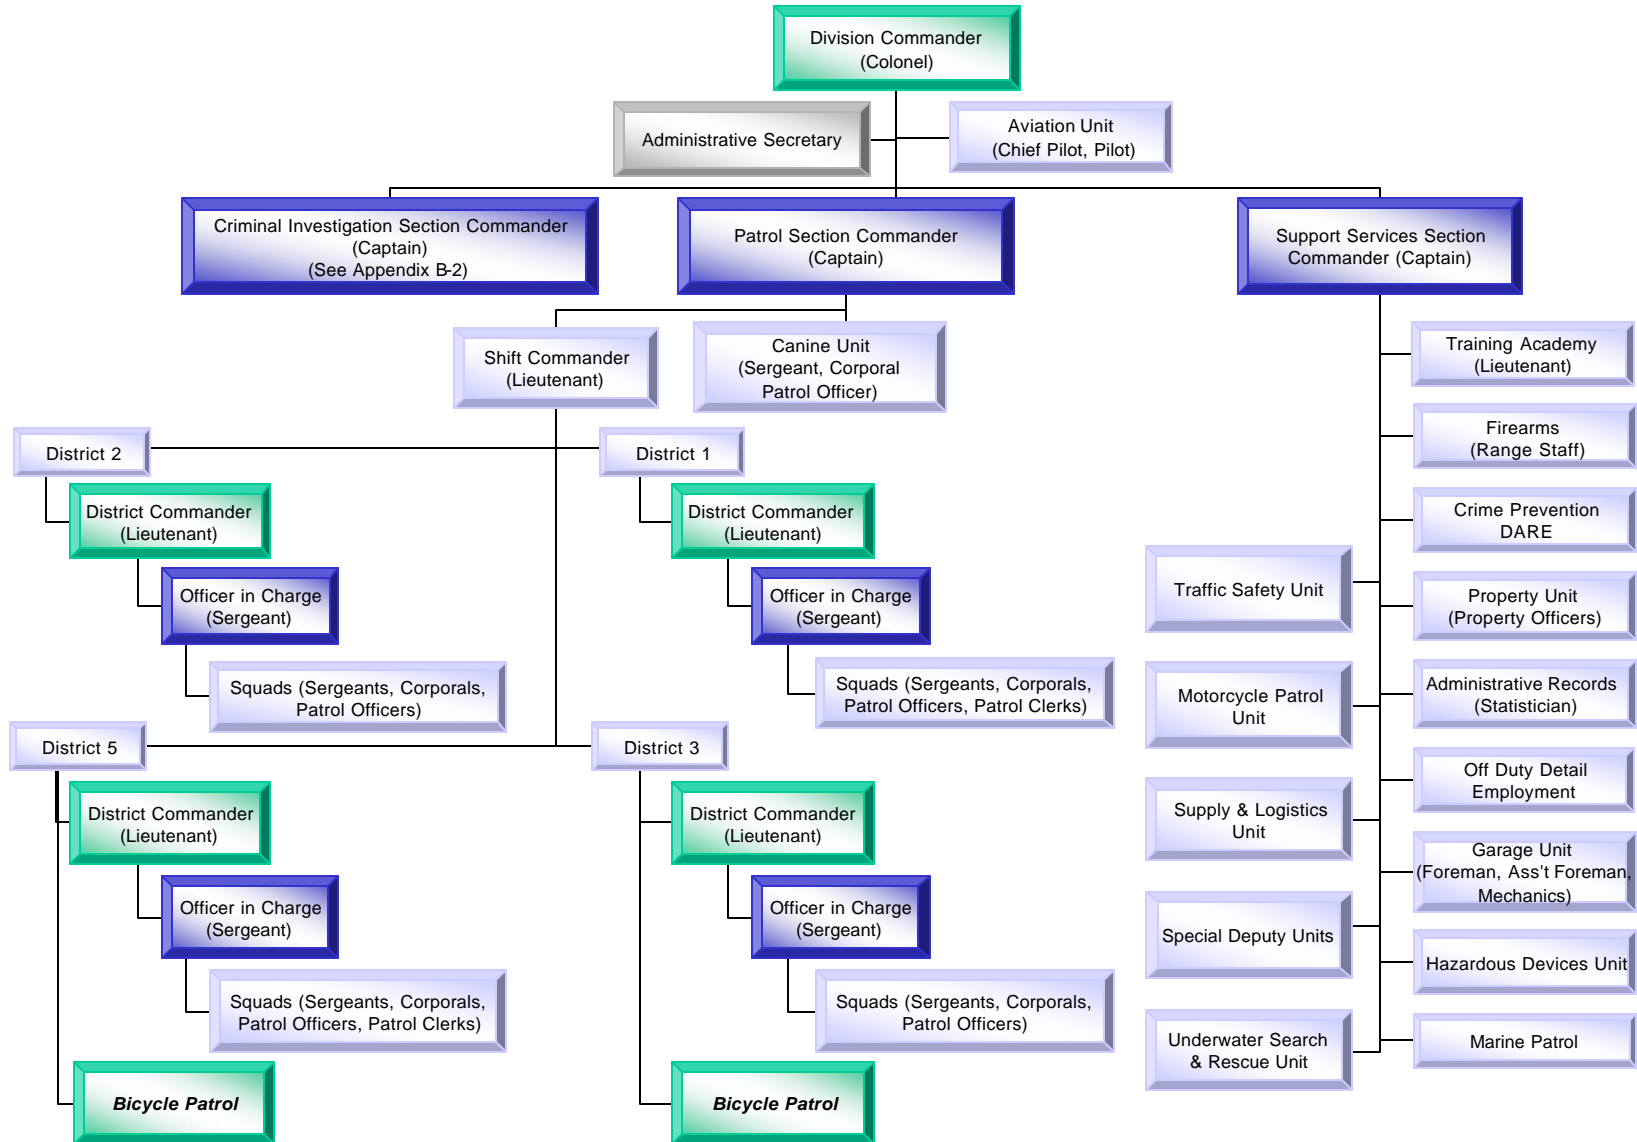 Division Commander
(Colonel)
Administrative Secretary
Aviation Unit
(Chief Pilot, Pilot)
Criminal Investigation Section Commander
(Captain)
(See Appendix B-2)
Patrol Section Commander
(Captain)
Support Services Section
Commander (Captain)
Shift Commander
(Lieutenant)
Canine Unit
(Sergeant, Corporal
Patrol Officer)
District 2
District Commander
(Lieutenant)
Officer in Charge
(Sergeant)
Squads (Sergeants, Corporals,
Patrol Officers)
District 1
District Commander
(Lieutenant)
Officer in Charge
(Sergeant)
Squads (Sergeants, Corporals,
Patrol Officers, Patrol Clerks)
District 5
District Commander
(Lieutenant)
Officer in Charge
(Sergeant)
Squads (Sergeants, Corporals,
Patrol Officers, Patrol Clerks)
Bicycle Patrol
District 3
District Commander
(Lieutenant)
Officer in Charge
(Sergeant)
Squads (Sergeants, Corporals,
Patrol Officers)
Bicycle Patrol
Traffic Safety Unit
Motorcycle Patrol
Unit
Supply & Logistics
Unit
Special Deputy Units
Underwater Search
& Rescue Unit
Training Academy
(Lieutenant)
Firearms
(Range Staff)
Crime Prevention
DARE
Property Unit
(Property Officers)
Administrative Records
(Statistician)
Off Duty Detail
Employment
Garage Unit
(Foreman, Ass't Foreman,
Mechanics)
Hazardous Devices Unit
Marine Patrol